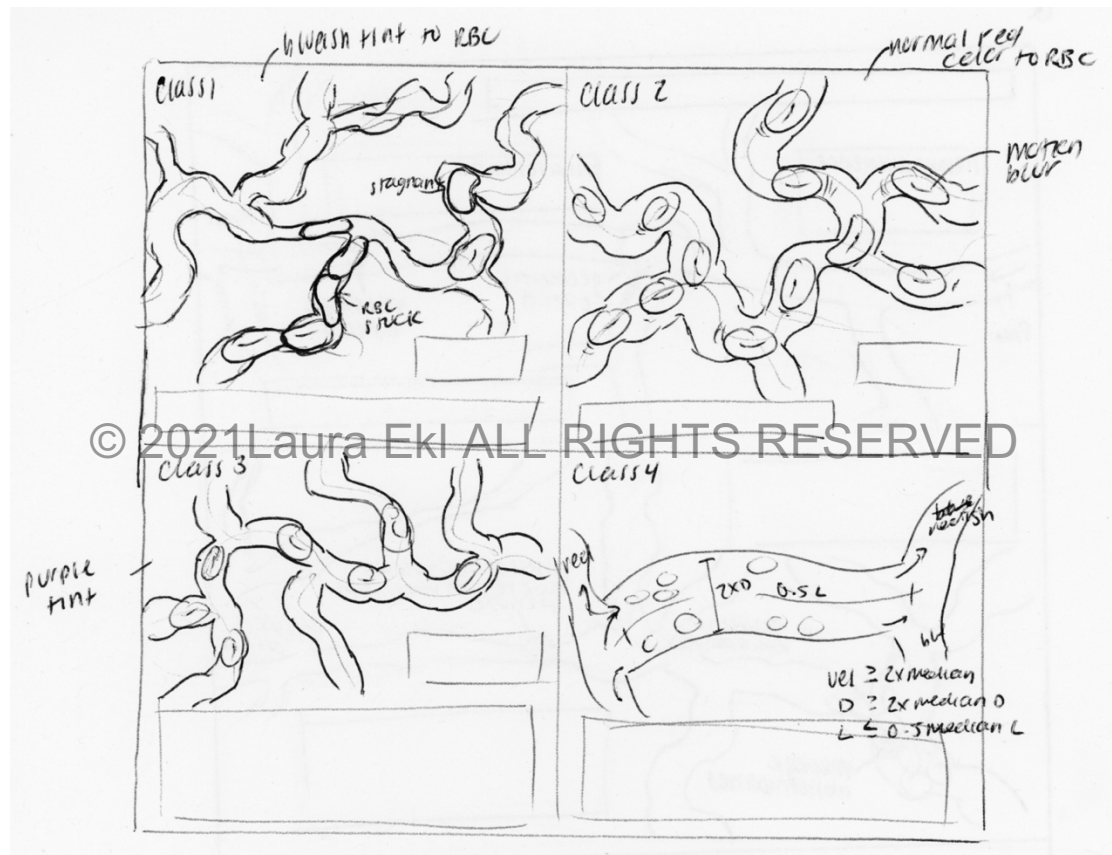 blueish tint to RBC
normal red
color to RBC
Class 1
stagnant
RBC
stuck
Class 2
motion
blur
© 2021Laura Ekl ALL RIGHTS RESERVED
Class 3
purple
tint
Class 4
red
reddish
2xD
0.5 L
vel ≥ 2x median
D ≥ 2x median D
L ≤ 0.5 median L